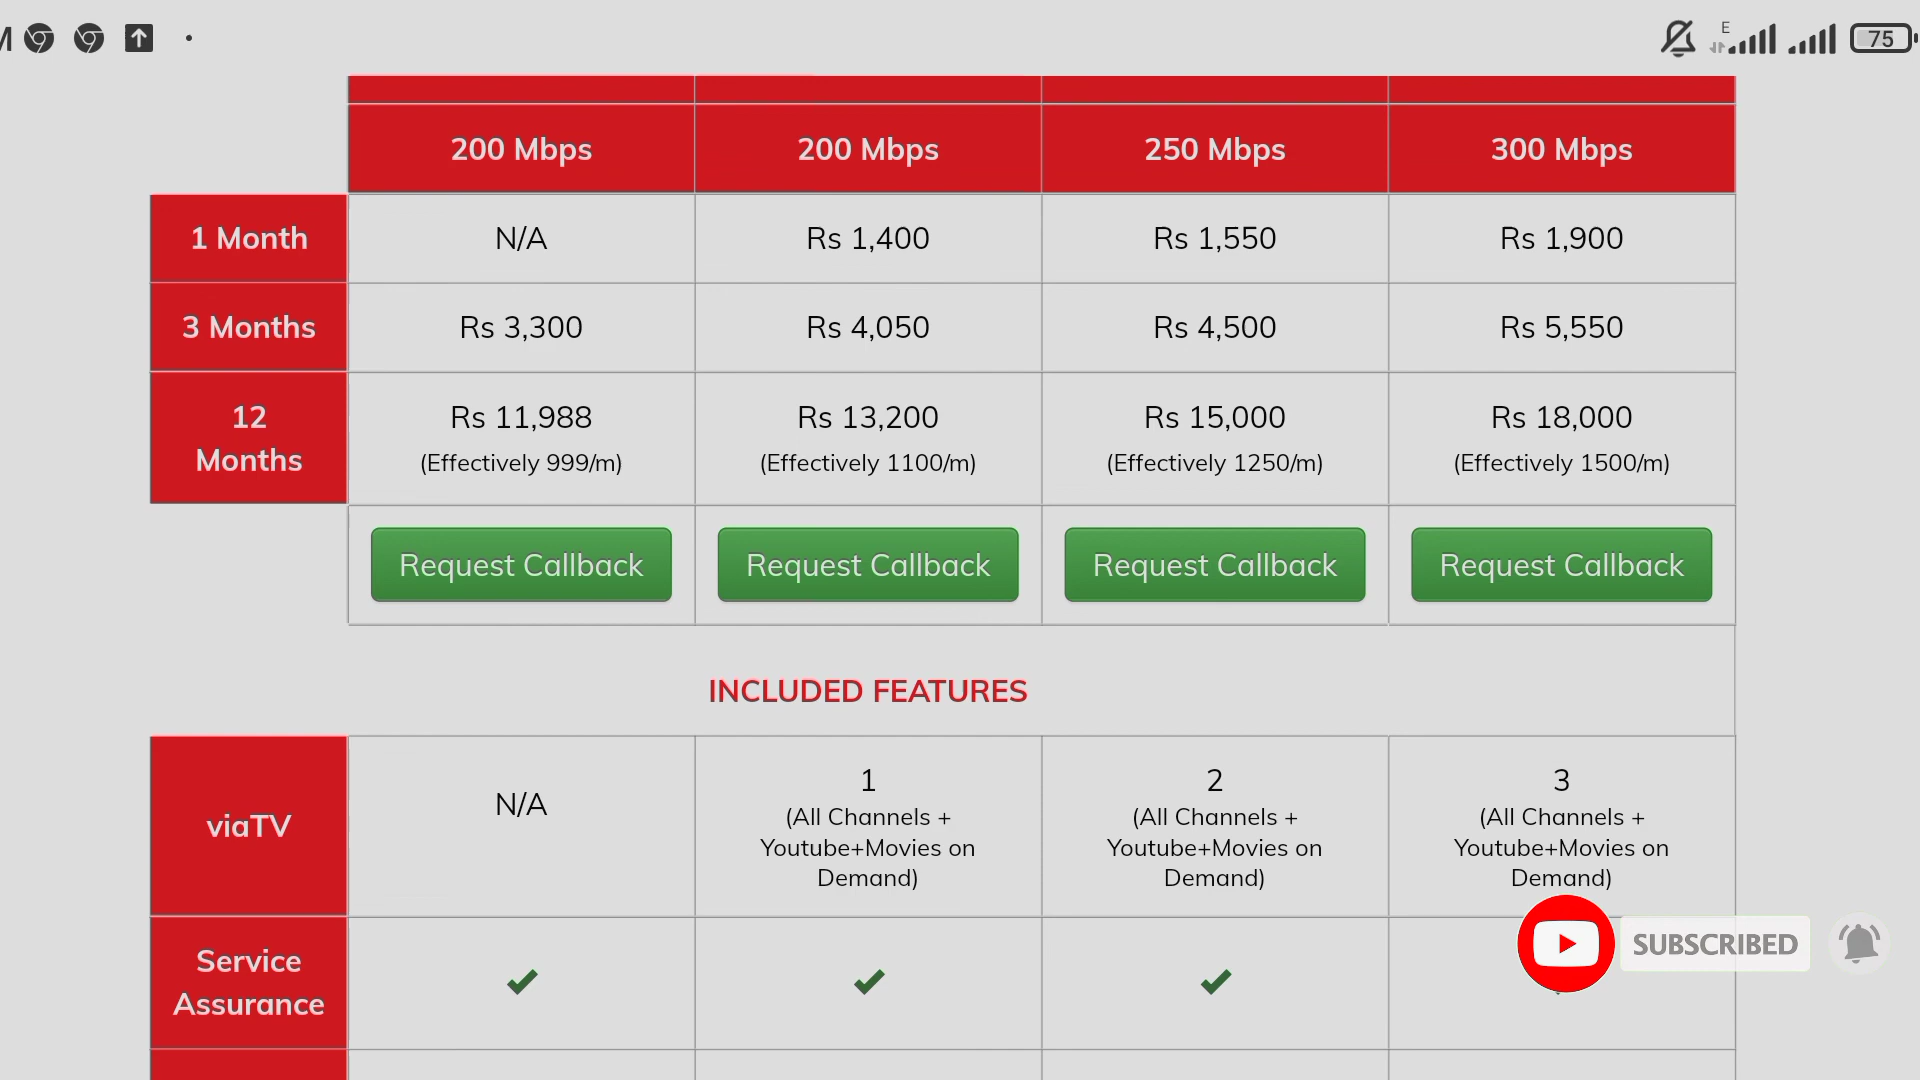 E
75
200 Mbps 200 Mbps 250 Mbps 300 Mbps
1 Month N/A Rs 1,400 Rs 1,550 Rs 1,900
3 Months Rs 3,300 Rs 4,050 Rs 4,500 Rs 5,550
12 Months Rs 11,988 Rs 13,200 Rs 15,000 Rs 18,000
(Effectively 999/m) (Effectively 1100/m) (Effectively 1250/m) (Effectively 1500/m)
Request Callback Request Callback Request Callback Request Callback
INCLUDED FEATURES
viaTV N/A
1
(All Channels +
Youtube+Movies on
Demand)
2
(All Channels +
Youtube+Movies on
Demand)
3
(All Channels +
Youtube+Movies on
Demand)
Service
Assurance
SUBSCRIBED